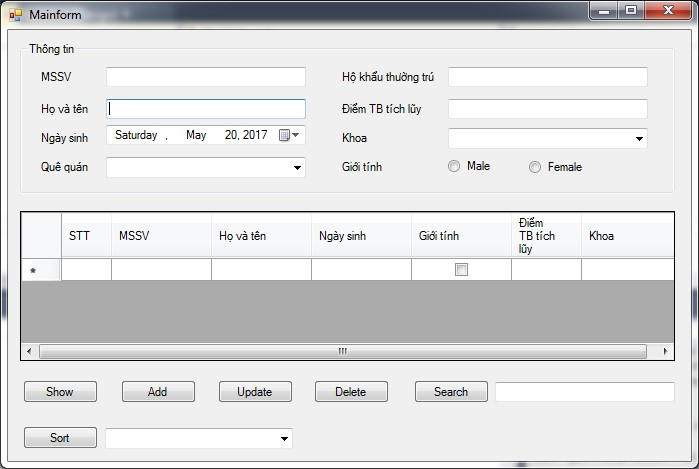 Mainform
Thông tin
MSSV
Hộ khẩu thường trú
Họ và tên
Điểm TB tích lũy
Ngày sinh
Saturday , May 20, 2017
Khoa
Quê quán
Giới tính
Male
Female
STT
MSSV
Họ và tên
Ngày sinh
Giới tính
Điểm
TB tích
lũy
Khoa
*
Show
Add
Update
Delete
Search
Sort